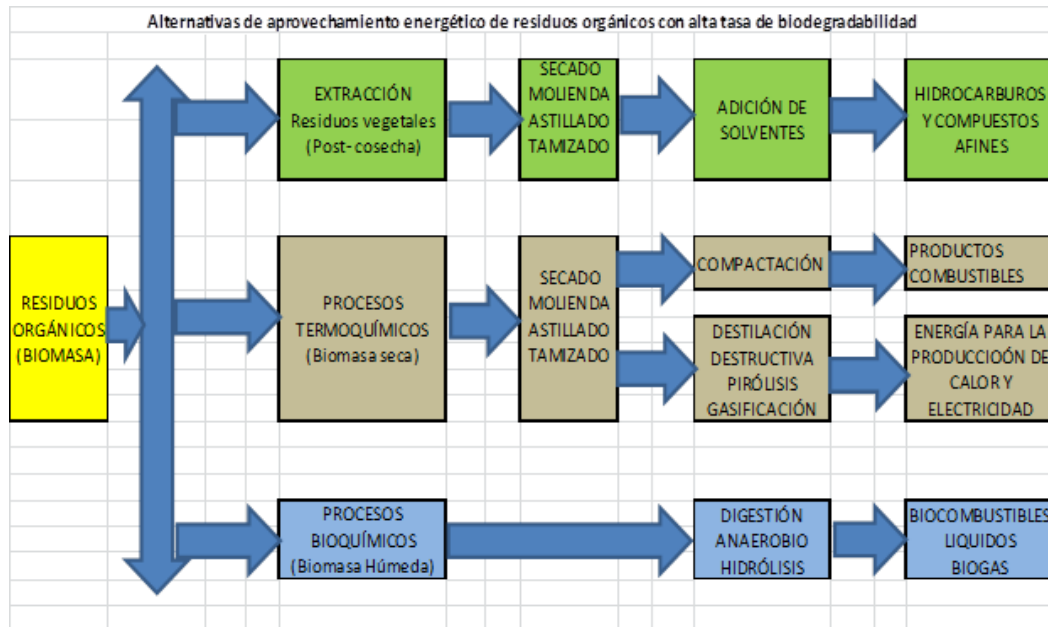 Alternativas de aprovechamiento energético de residuos orgánicos con alta tasa de biodegradabilidad
EXTRACCIÓN
Residuos vegetales
(Post- cosecha)
SECADO
MOLIENDA
ASTILLADO
TAMIZADO
ADICIÓN DE
SOLVENTES
HIDROCARBUROS
Y COMPUESTOS
AFINES
RESIDUOS
ORGÁNICOS
(BIOMASA)
PROCESOS
TERMOQUÍMICOS
(Biomasa seca)
SECADO
MOLIENDA
ASTILLADO
TAMIZADO
COMPACTACIÓN
PRODUCTOS
COMBUSTIBLES
DESTILACIÓN
DESTRUCTIVA
PIRÓLISIS
GASIFICACIÓN
ENERGÍA PARA LA
PRODUCCIOÓN DE
CALOR Y
ELECTRICIDAD
PROCESOS
BIOQUÍMICOS
(Biomasa Húmeda)
DIGESTIÓN
ANAEROBIO
HIDRÓLISIS
BIOCOMBUSTIBLES
LIQUIDOS
BIOGAS